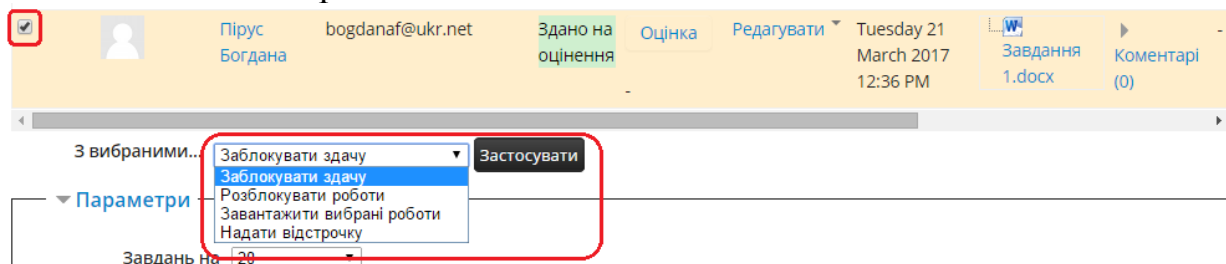 Пірус bogdanaf@ukr.net Здано на Оцінка Редагувати Tuesday 21
Богдана оцінення March 2017 Завдання Коментарі -
- 12:36 PM 1.docx (0)
З вибраними... Заблокувати здачу Застосувати
Заблокувати здачу
Розблокувати роботи
Завантажити вибрані роботи
Надати відстрочку
Параметри
Завдань на 20